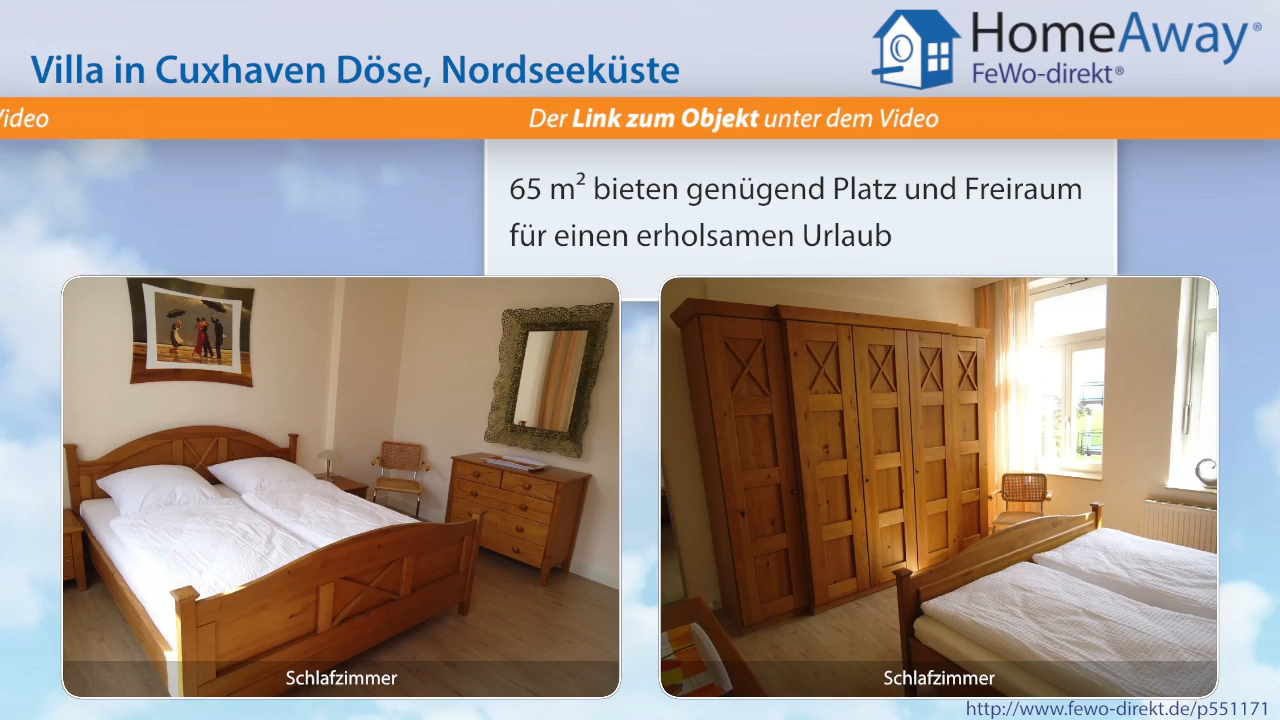 Villa in Cuxhaven Döse, Nordseeküste
HomeAway®
FeWo-direkt®
Video
Der Link zum Objekt unter dem Video
65 m² bieten genügend Platz und Freiraum
für einen erholsamen Urlaub
Schlafzimmer
Schlafzimmer
http://www.fewo-direkt.de/p551171